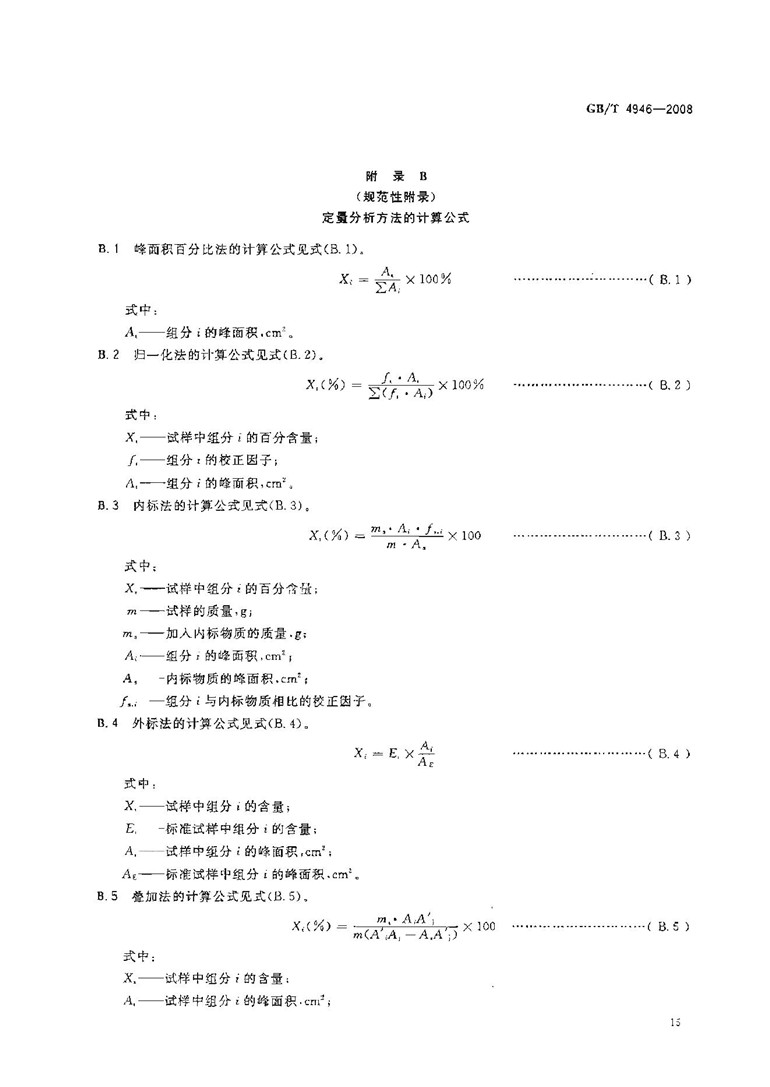 GB/T 4946—2008
附 录 B
（规范性附录）
定量分析方法的计算公式
B.1 峰面积百分比法的计算公式见式(B.1)。
Xᵢ = Aᵢ/∑Aᵢ × 100% ……………………( B.1 )
式中：
Aᵢ——组分 i 的峰面积，cm²。
B.2 归一化法的计算公式见式(B.2)。
Xᵢ(%) = fᵢ·Aᵢ/∑(fᵢ·Aᵢ) × 100% ……………………( B.2 )
式中：
Xᵢ——试样中组分 i 的百分含量；
fᵢ——组分 i 的校正因子；
Aᵢ——组分 i 的峰面积，cm²。
B.3 内标法的计算公式见式(B.3)。
Xᵢ(%) = mₛ·Aᵢ·fₛ,ᵢ/m·Aₛ × 100 ……………………( B.3 )
式中：
Xᵢ——试样中组分 i 的百分含量；
m——试样的质量，g；
mₛ——加入内标物质的质量，g；
Aᵢ——组分 i 的峰面积，cm²；
Aₛ——内标物质的峰面积，cm²；
fₛ,ᵢ——组分 i 与内标物质相比的校正因子。
B.4 外标法的计算公式见式(B.4)。
Xᵢ = Eᵢ × Aᵢ/A_E ……………………( B.4 )
式中：
Xᵢ——试样中组分 i 的含量；
Eᵢ——标准试样中组分 i 的含量；
Aᵢ——试样中组分 i 的峰面积，cm²；
A_E——标准试样中组分 i 的峰面积，cm²。
B.5 叠加法的计算公式见式(B.5)。
Xᵢ(%) = mᵢ·AᵢA′ⱼ/m(A′ᵢAⱼ − AᵢA′ⱼ) × 100 ……………………( B.5 )
式中：
Xᵢ——试样中组分 i 的含量；
Aᵢ——试样中组分 i 的峰面积，cm²；
15